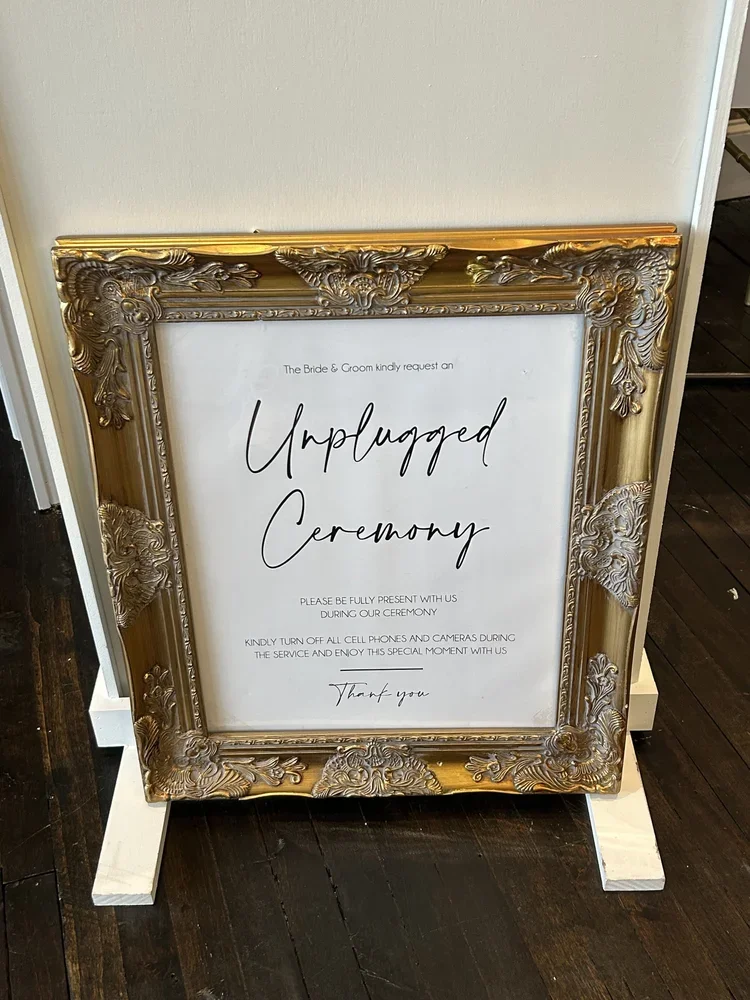 The Bride & Groom kindly request an
Unplugged
Ceremony
PLEASE BE FULLY PRESENT WITH US
DURING OUR CEREMONY
KINDLY TURN OFF ALL CELL PHONES AND CAMERAS DURING
THE SERVICE AND ENJOY THIS SPECIAL MOMENT WITH US
Thank you